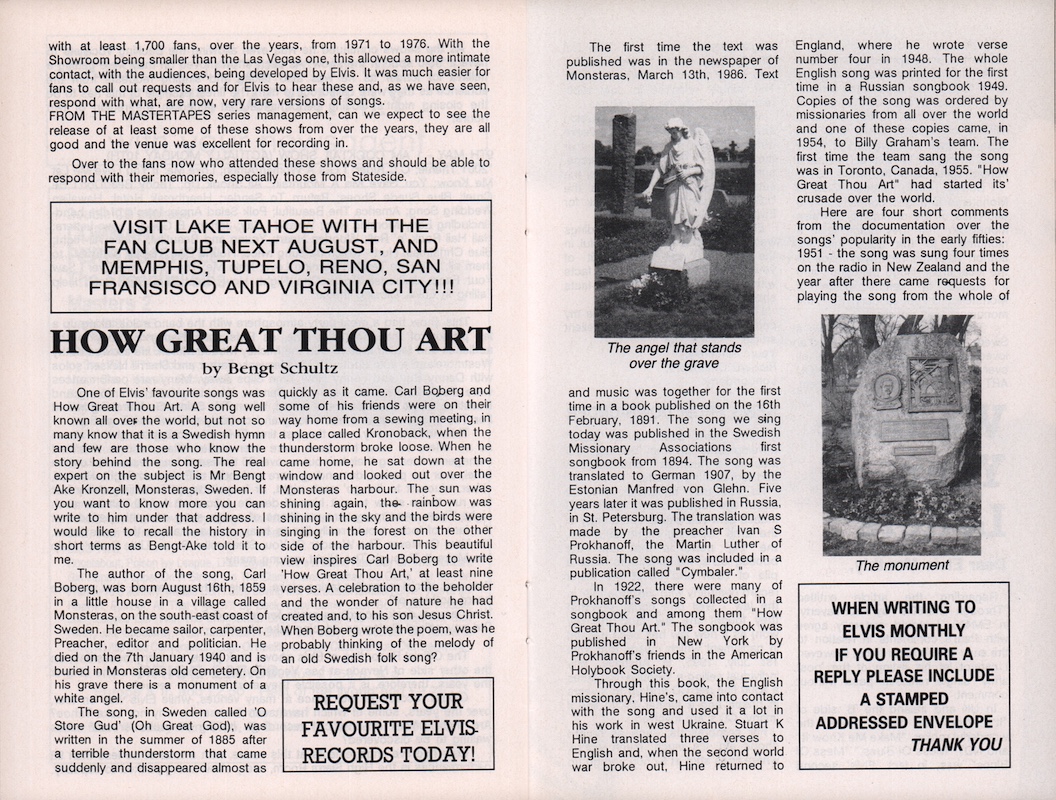 with at least 1,700 fans, over the years, from 1971 to 1976. With the
Showroom being smaller than the Las Vegas one, this allowed a more intimate
contact, with the audiences, being developed by Elvis. It was much easier for
fans to call out requests and for Elvis to hear these and, as we have seen,
respond with what, are now, very rare versions of songs.
FROM THE MASTERTAPES series management, can we expect to see the
release of at least some of these shows from over the years, they are all
good and the venue was excellent for recording in.
Over to the fans now who attended these shows and should be able to
respond with their memories, especially those from Stateside.
VISIT LAKE TAHOE WITH THE
FAN CLUB NEXT AUGUST, AND
MEMPHIS, TUPELO, RENO, SAN
FRANSISCO AND VIRGINIA CITY!!!
HOW GREAT THOU ART
by Bengt Schultz
One of Elvis' favourite songs was
How Great Thou Art. A song well
known all over the world, but not so
many know that it is a Swedish hymn
and few are those who know the
story behind the song. The real
expert on the subject is Mr Bengt
Ake Kronzell, Monsteras, Sweden. If
you want to know more you can
write to him under that address. I
would like to recall the history in
short terms as Bengt-Ake told it to
me.
The author of the song, Carl
Boberg, was born August 16th, 1859
in a little house in a village called
Monsteras, on the south-east coast of
Sweden. He became sailor, carpenter,
Preacher, editor and politician. He
died on the 7th January 1940 and is
buried in Monsteras old cemetery. On
his grave there is a monument of a
white angel.
The song, in Sweden called 'O
Store Gud' (Oh Great God), was
written in the summer of 1885 after
a terrible thunderstorm that came
suddenly and disappeared almost as
quickly as it came. Carl Boberg and
some of his friends were on their
way home from a sewing meeting, in
a place called Kronoback, when the
thunderstorm broke loose. When he
came home, he sat down at the
window and looked out over the
Monsteras harbour. The sun was
shining again, the rainbow was
shining in the sky and the birds were
singing in the forest on the other
side of the harbour. This beautiful
view inspires Carl Boberg to write
'How Great Thou Art,' at least nine
verses. A celebration to the beholder
and the wonder of nature he had
created and, to his son Jesus Christ.
When Boberg wrote the poem, was he
probably thinking of the melody of
an old Swedish folk song?
REQUEST YOUR
FAVOURITE ELVIS
RECORDS TODAY!
The first time the text was
published was in the newspaper of
Monsteras, March 13th, 1986. Text
The angel that stands
over the grave
and music was together for the first
time in a book published on the 16th
February, 1891. The song we sing
today was published in the Swedish
Missionary Associations first
songbook from 1894. The song was
translated to German 1907, by the
Estonian Manfred von Glehn. Five
years later it was published in Russia,
in St. Petersburg. The translation was
made by the preacher Ivan S
Prokhanoff, the Martin Luther of
Russia. The song was included in a
publication called "Cymbaler."
In 1922, there were many of
Prokhanoff's songs collected in a
songbook and among them "How
Great Thou Art." The songbook was
published in New York by
Prokhanoff's friends in the American
Holybook Society.
Through this book, the English
missionary, Hine's, came into contact
with the song and used it a lot in
his work in west Ukraine. Stuart K
Hine translated three verses to
English and, when the second world
war broke out, Hine returned to
England, where he wrote verse
number four in 1948. The whole
English song was printed for the first
time in a Russian songbook 1949.
Copies of the song was ordered by
missionaries from all over the world
and one of these copies came, in
1954, to Billy Graham's team. The
first time the team sang the song
was in Toronto, Canada, 1955. "How
Great Thou Art" had started its'
crusade over the world.
Here are four short comments
from the documentation over the
songs' popularity in the early fifties:
1951 - the song was sung four times
on the radio in New Zealand and the
year after there came requests for
playing the song from the whole of
The monument
WHEN WRITING TO
ELVIS MONTHLY
IF YOU REQUIRE A
REPLY PLEASE INCLUDE
A STAMPED
ADDRESSED ENVELOPE
THANK YOU